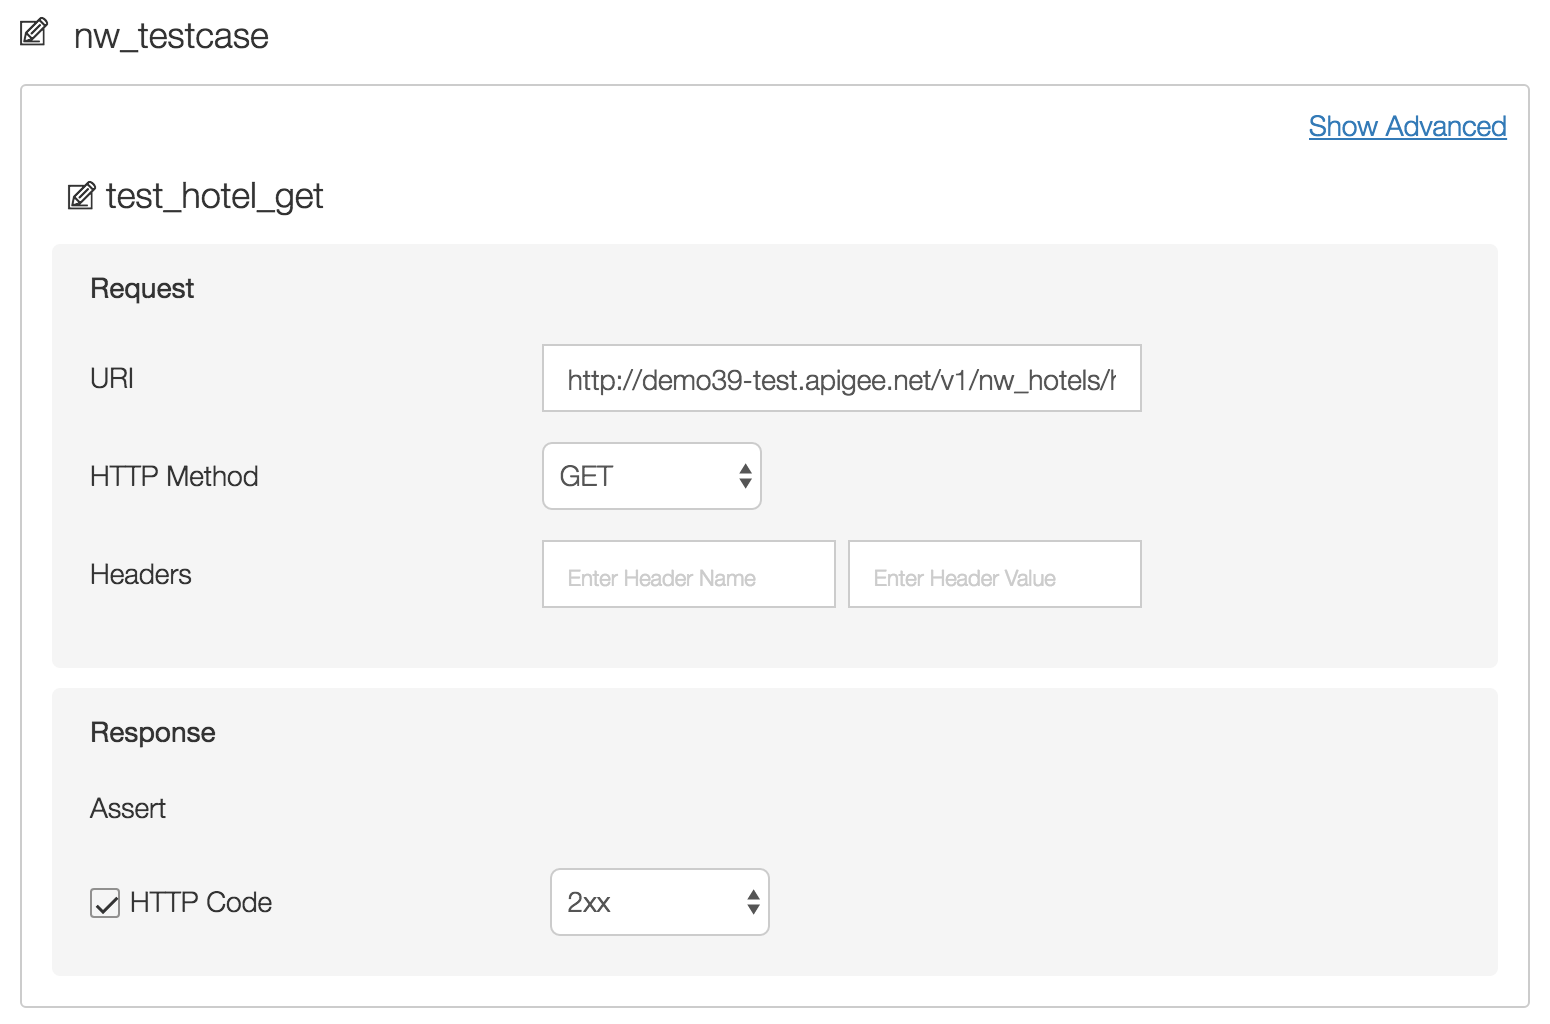 nw_testcase
Show Advanced
test_hotel_get
Request
URI
http://demo39-test.apigee.net/v1/nw_hotels/
HTTP Method
GET
Headers
Enter Header Name
Enter Header Value
Response
Assert
HTTP Code
2xx